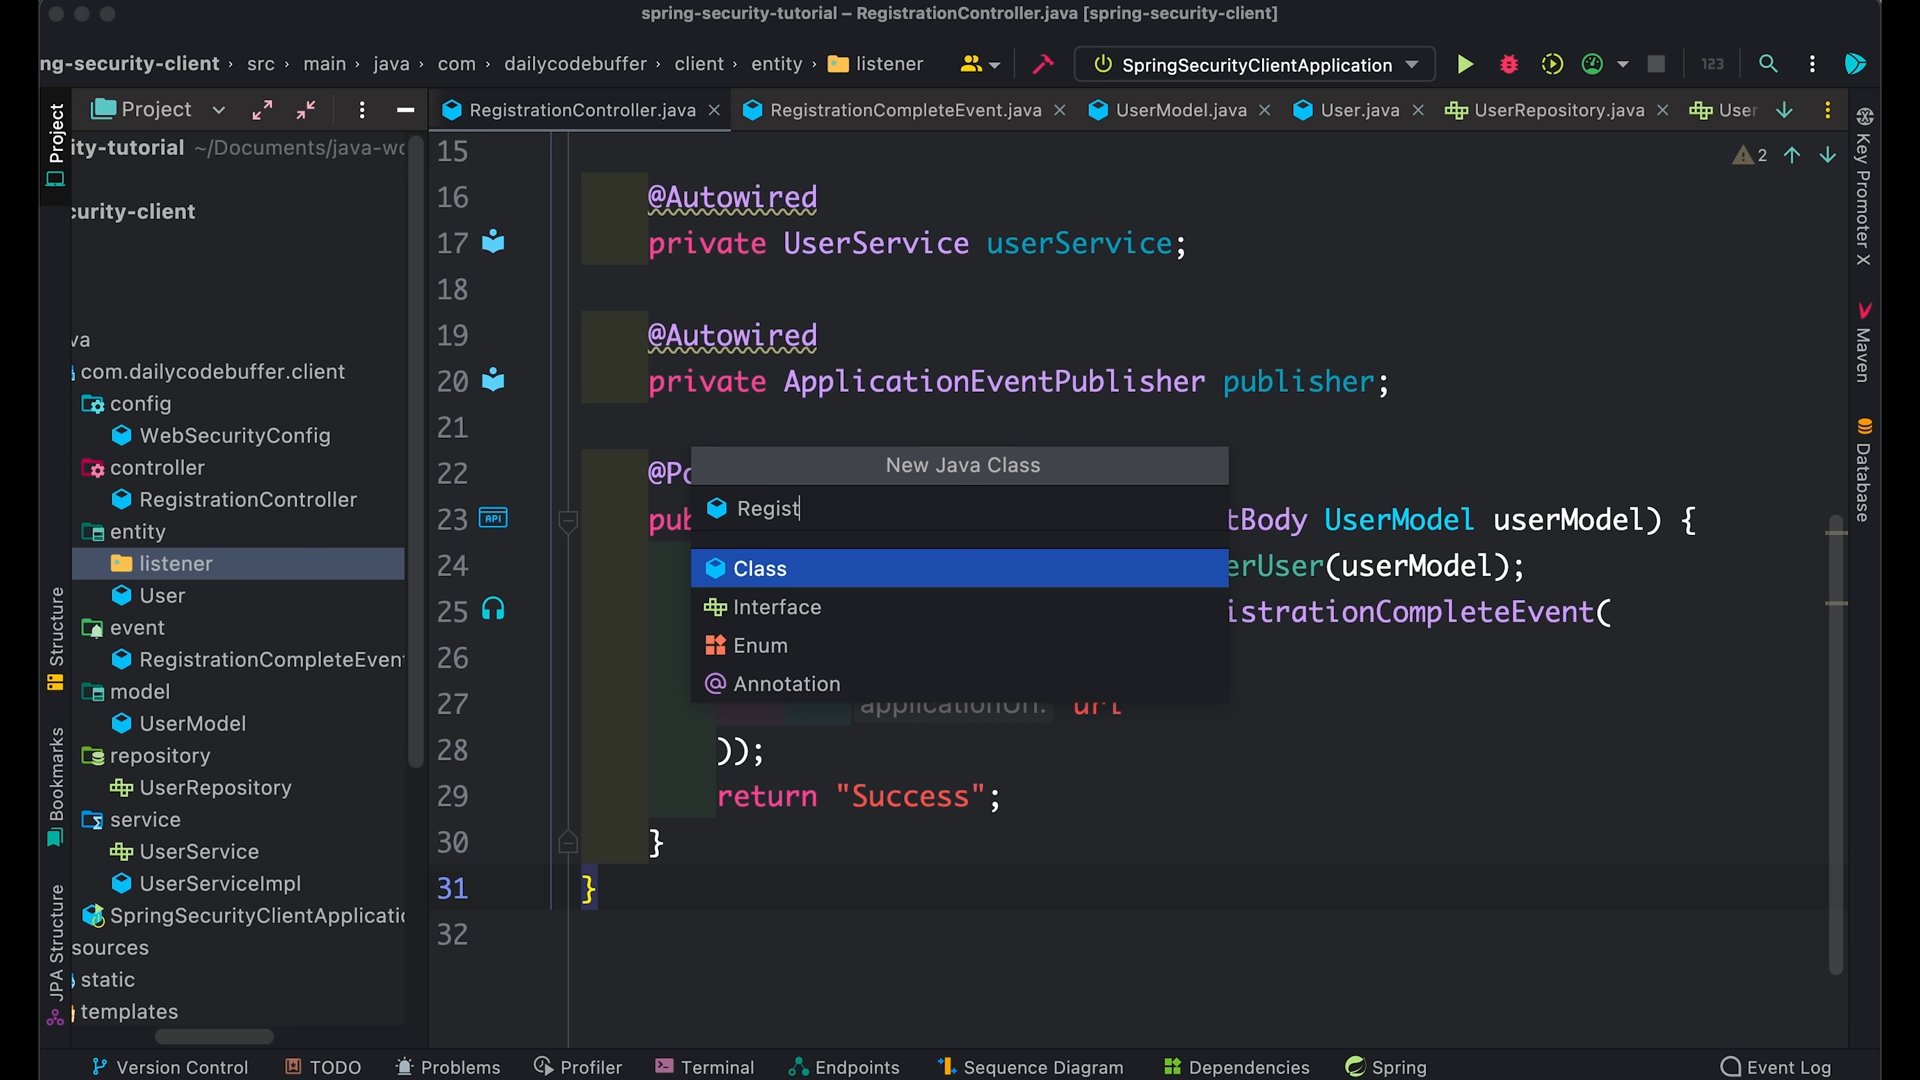 spring-security-tutorial – RegistrationController.java [spring-security-client]
ng-security-client › src › main › java › com › dailycodebuffer › client › entity › listener
SpringSecurityClientApplication
123
Project
RegistrationController.java
RegistrationCompleteEvent.java
UserModel.java
User.java
UserRepository.java
User
Project
ity-tutorial ~/Documents/java-wo
curity-client
va
com.dailycodebuffer.client
config
WebSecurityConfig
controller
RegistrationController
entity
listener
User
event
RegistrationCompleteEven
model
UserModel
repository
UserRepository
service
UserService
UserServiceImpl
SpringSecurityClientApplicatio
sources
static
templates
Structure
Bookmarks
JPA Structure
2
15
16 @Autowired
17 private UserService userService;
18
19 @Autowired
20 private ApplicationEventPublisher publisher;
21
22 @Po
23 pub tBody UserModel userModel) {
24 erUser(userModel);
25 istrationCompleteEvent(
26
27 applicationUrl: url
28 ));
29 return "Success";
30 }
31 }
32
New Java Class
Regist
Class
Interface
Enum
Annotation
API
Key Promoter X
Maven
Database
Version Control
TODO
Problems
Profiler
Terminal
Endpoints
Sequence Diagram
Dependencies
Spring
Event Log